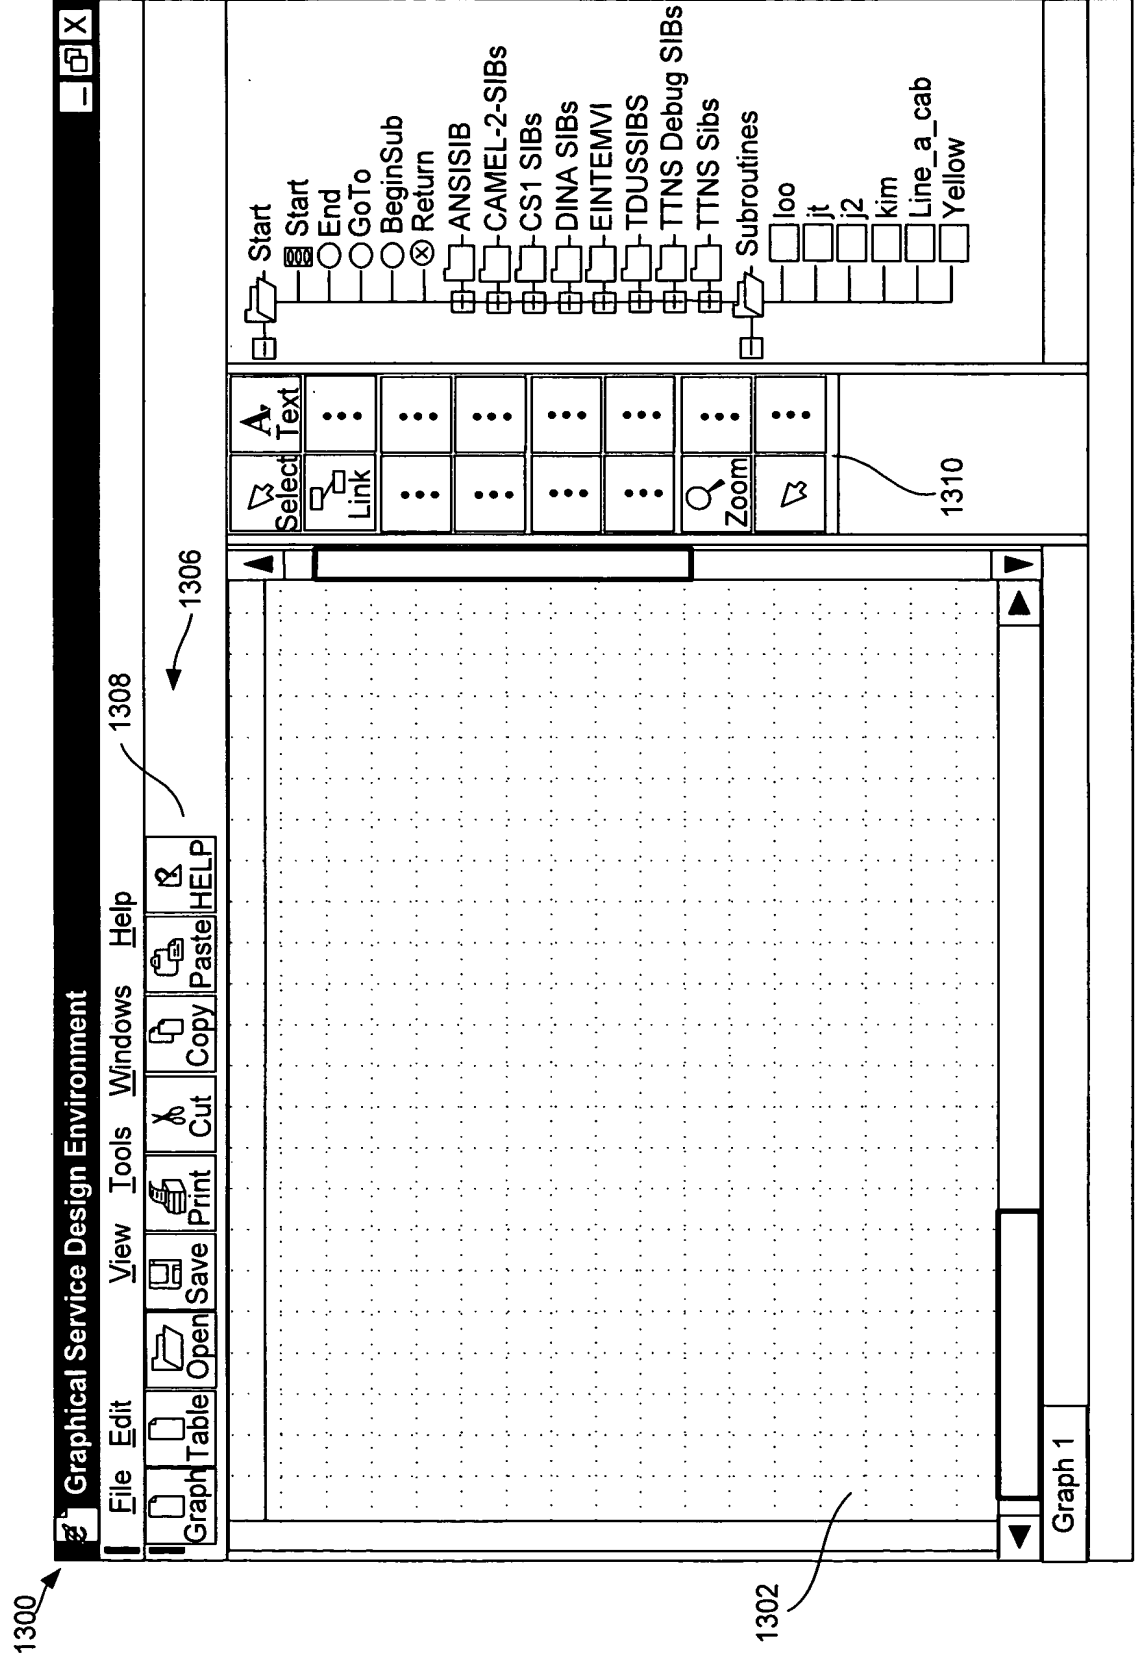 1300
Graphical Service Design Environment
File Edit View Tools Windows Help
1308
1306
Graph Table Open Save Print Cut Copy Paste HELP
Select Text
Link
Zoom
1310
Start
Start
End
GoTo
BeginSub
Return
ANSISIB
CAMEL-2-SIBs
CS1 SIBs
DINA SIBs
EINTEMVI
TDUSSIBS
TTNS Debug SIBs
TTNS Sibs
Subroutines
loo
jt
j2
kim
Line_a_cab
Yellow
1302
Graph 1